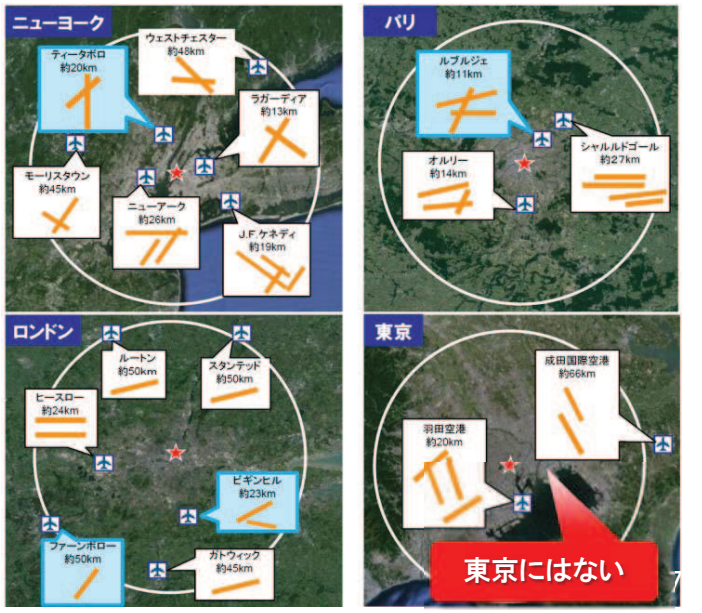 ニューヨーク
ウェストチェスター
約48km
ティータボロ
約20km
ラガーディア
約13km
モーリスタウン
約45km
ニューアーク
約26km
J.F.ケネディ
約19km
パリ
ルブルジェ
約11km
シャルルドゴール
約27km
オルリー
約14km
ロンドン
ルートン
約50km
スタンテッド
約50km
ヒースロー
約24km
ビギンヒル
約23km
ファーンボロー
約50km
ガトウィック
約45km
東京
成田国際空港
約66km
羽田空港
約20km
東京にはない
7